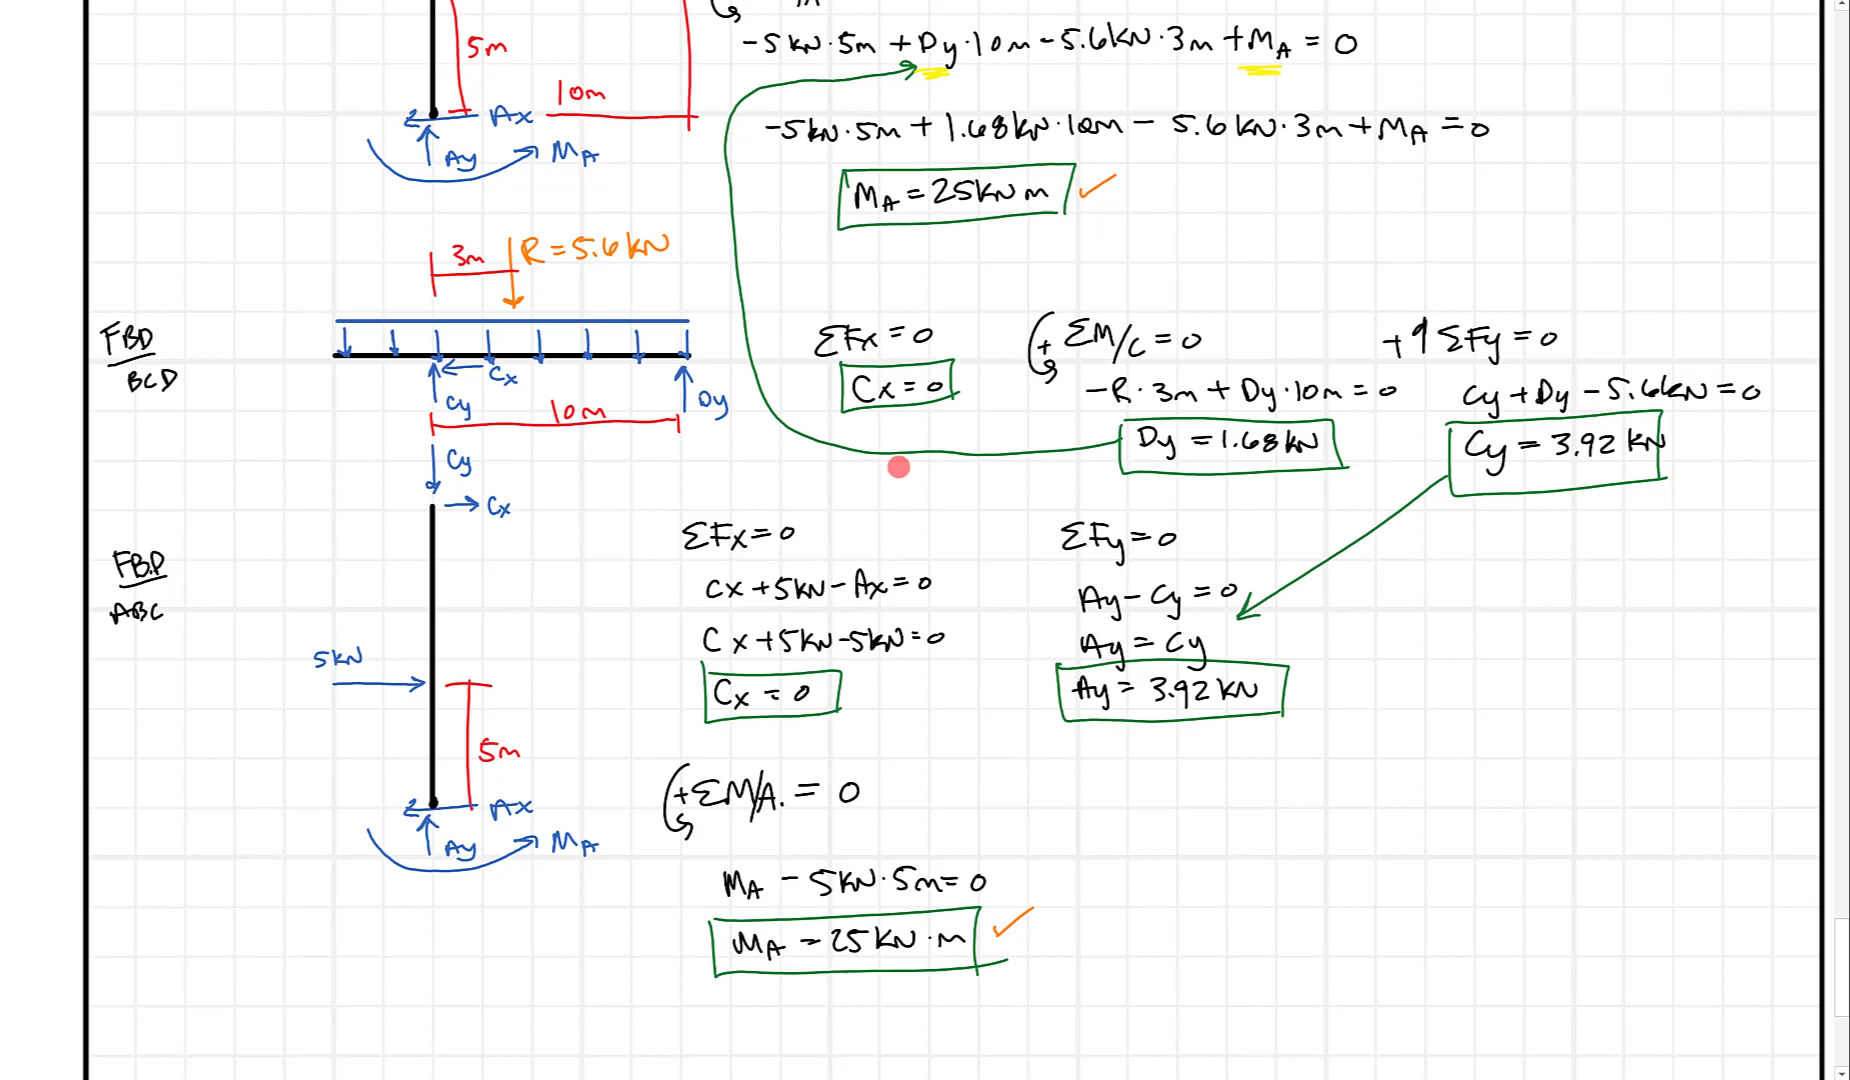 -5kN·5m + Dy·10m - 5.6kN·3m + MA = 0
5m
10m
Ax
Ay
MA
-5kN·5m + 1.68kN·10m - 5.6kN·3m + MA = 0
MA = 25kN m
3m
R = 5.6kN
FBD
BCD
Cx
Cy
10m
Dy
ΣFx = 0
Cx = 0
+ ΣM/C = 0
-R·3m + Dy·10m = 0
Dy = 1.68kN
+↑ ΣFy = 0
Cy + Dy - 5.6kN = 0
Cy = 3.92 kN
Cy
Cx
FBD
ABC
5kN
5m
Ax
Ay
MA
ΣFx = 0
Cx + 5kN - Ax = 0
Cx + 5kN - 5kN = 0
Cx = 0
ΣFy = 0
Ay - Cy = 0
Ay = Cy
Ay = 3.92 kN
+ ΣM/A. = 0
MA - 5kN·5m = 0
MA = 25 kN·m